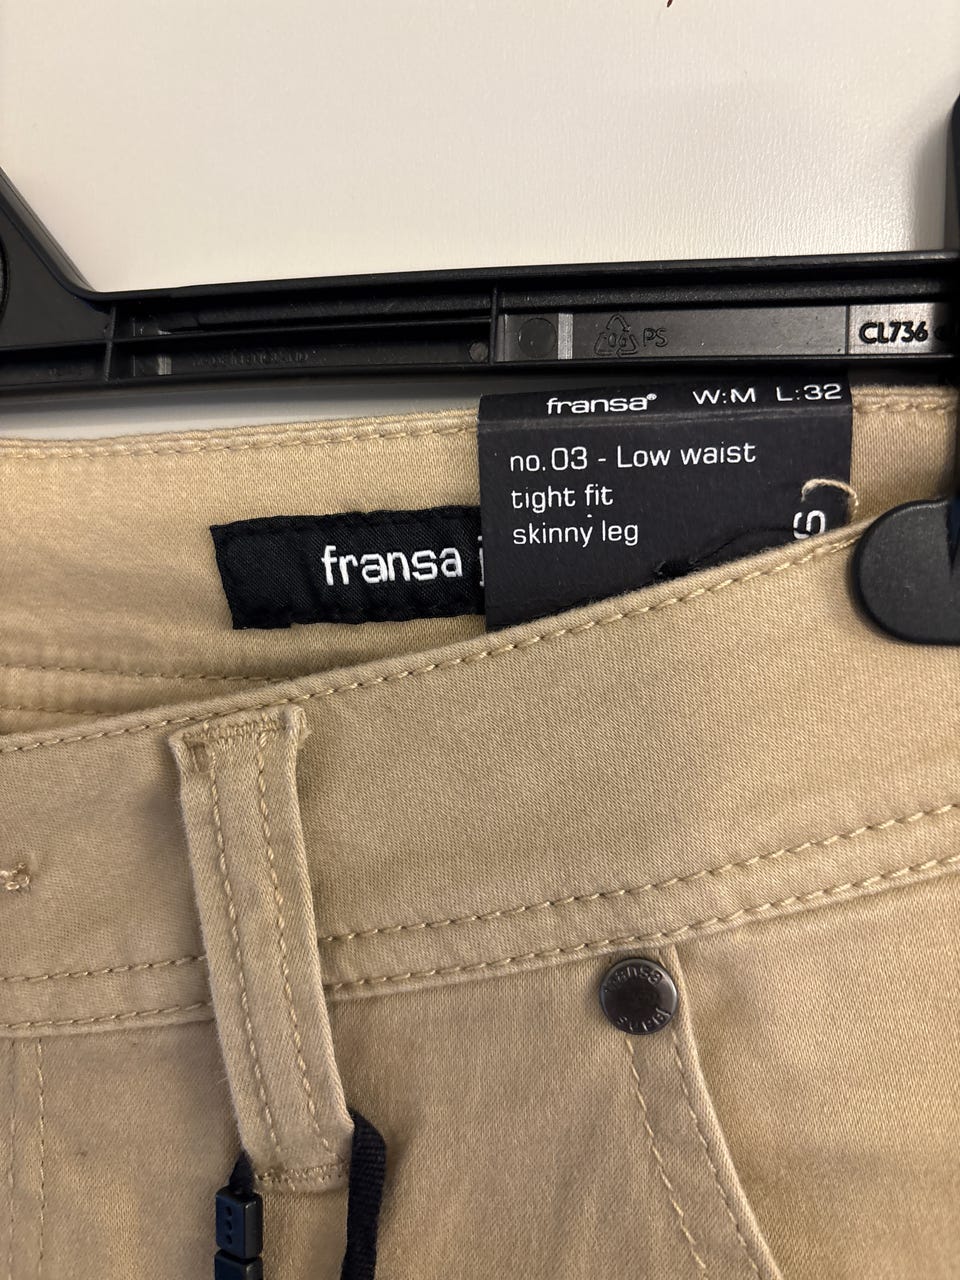 PS
CL736
fransa® W:M L:32
no.03 - Low waist
tight fit
skinny leg
fransa